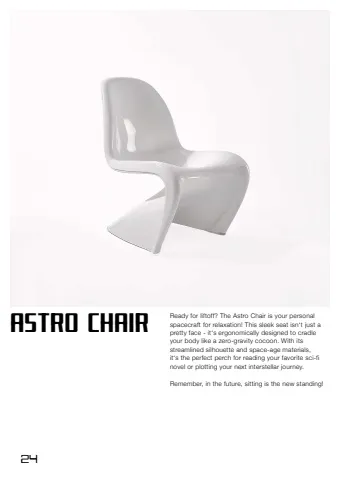 ASTRO CHAIR
Ready for liftoff? The Astro Chair is your personal
spacecraft for relaxation! This sleek seat isn't just a
pretty face - it's ergonomically designed to cradle
your body like a zero-gravity cocoon. With its
streamlined silhouette and space-age materials,
it's the perfect perch for reading your favorite sci-fi
novel or plotting your next interstellar journey.
Remember, in the future, sitting is the new standing!
24